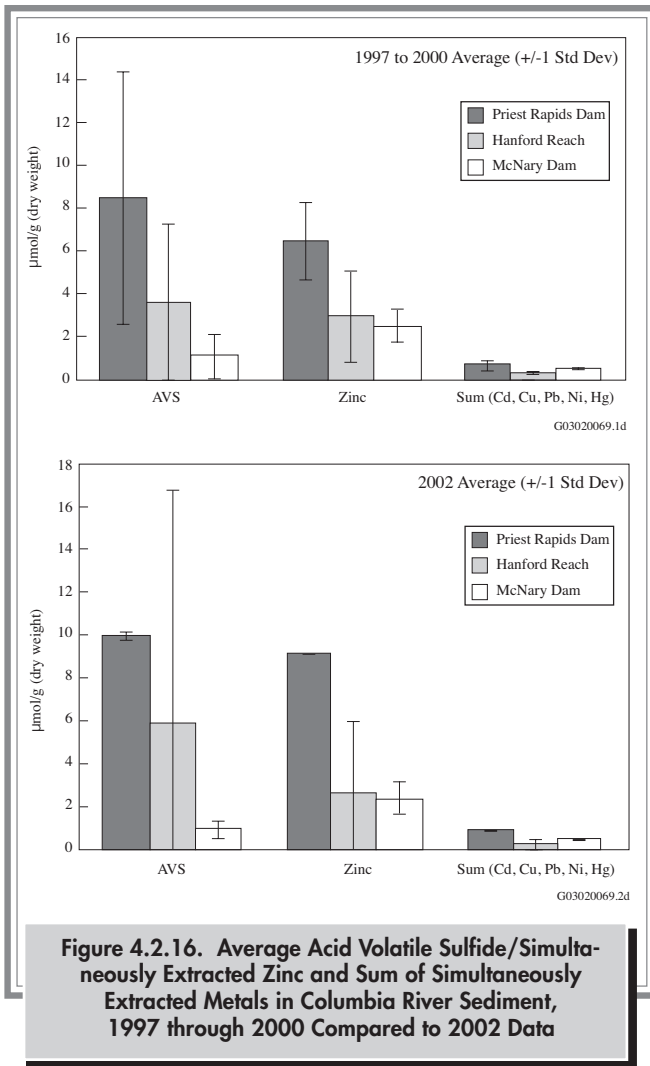 16
14
12
10
8
6
4
2
0
µmol/g (dry weight)
1997 to 2000 Average (+/-1 Std Dev)
Priest Rapids Dam
Hanford Reach
McNary Dam
AVS
Zinc
Sum (Cd, Cu, Pb, Ni, Hg)
G03020069.1d
18
16
14
12
10
8
6
4
2
0
µmol/g (dry weight)
2002 Average (+/-1 Std Dev)
Priest Rapids Dam
Hanford Reach
McNary Dam
AVS
Zinc
Sum (Cd, Cu, Pb, Ni, Hg)
G03020069.2d
Figure 4.2.16. Average Acid Volatile Sulfide/Simulta-
neously Extracted Zinc and Sum of Simultaneously
Extracted Metals in Columbia River Sediment,
1997 through 2000 Compared to 2002 Data